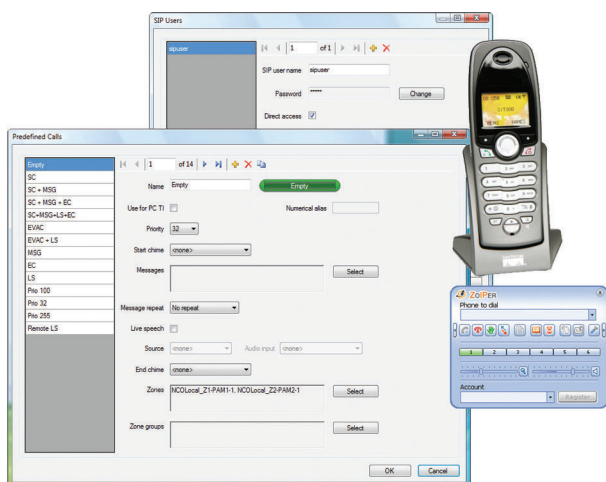 SIP Users
sipuser
1 of 1
SIP user name sipuser
Password *****
Change
Direct access
Predefined Calls
Empty
SC
SC + MSG
SC + MSG + EC
SC+MSG+LS+EC
EVAC
EVAC + LS
MSG
EC
LS
Prio 100
Prio 32
Prio 255
Remote LS
1 of 14
Name Empty Empty
Use for PC TI Numerical alias
Priority 32
Start chime <none>
Messages Select
Message repeat No repeat
Live speech
Source <none> Audio input <none>
End chime <none>
Zones NCOLocal_Z1-PAM1-1, NCOLocal_Z2-PAM2-1 Select
Zone groups Select
OK Cancel
MENU NAMES
ZOIPER
Phone to dial
1 2 3 4 5 6
Account
Register